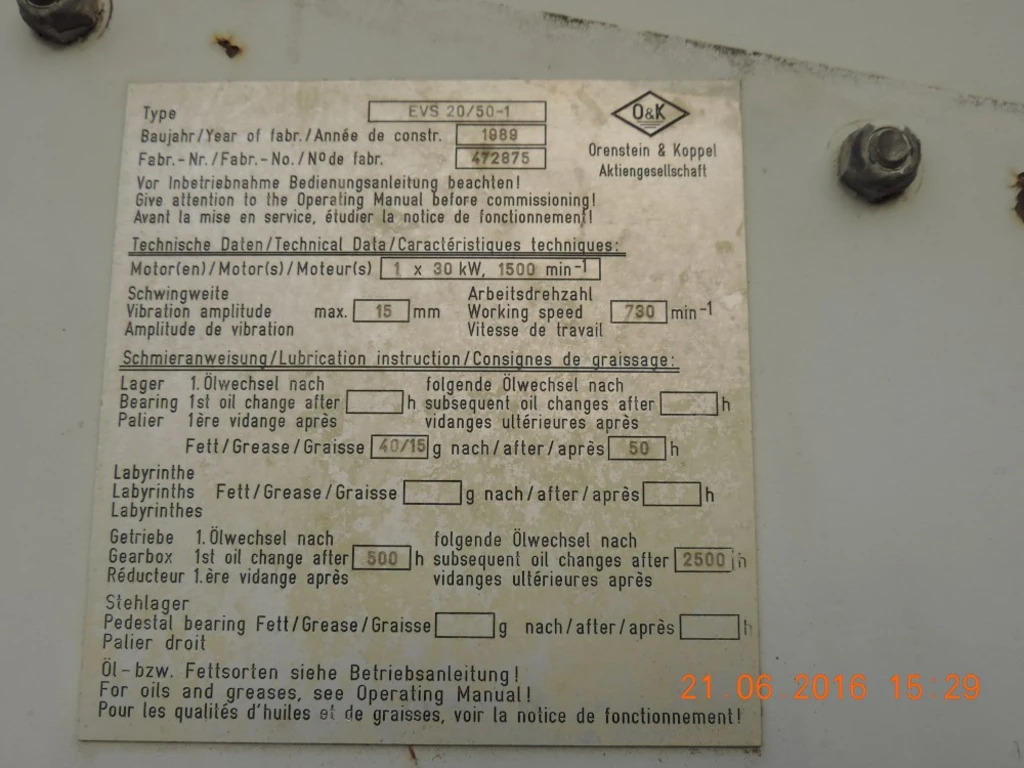 Type EVS 20/50-1
O&K
Baujahr/Year of fabr./Année de constr. 1989
Fabr.-Nr./Fabr.-No./Nº de fabr. 472875
Orenstein & Koppel
Aktiengesellschaft
Vor Inbetriebnahme Bedienungsanleitung beachten!
Give attention to the Operating Manual before commissioning!
Avant la mise en service, étudier la notice de fonctionnement!
Technische Daten/Technical Data/Caractéristiques techniques:
Motor(en)/Motor(s)/Moteur(s) 1 x 30 kW, 1500 min-1
Schwingweite Arbeitsdrehzahl
Vibration amplitude max. 15 mm Working speed 730 min-1
Amplitude de vibration Vitesse de travail
Schmieranweisung/Lubrication instruction/Consignes de graissage:
Lager 1. Ölwechsel nach folgende Ölwechsel nach
Bearing 1st oil change after h subsequent oil changes after h
Palier 1ère vidange après vidanges ultérieures après
Fett/Grease/Graisse 40/15 g nach/after/après 50 h
Labyrinthe
Labyrinths Fett/Grease/Graisse g nach/after/après h
Labyrinthes
Getriebe 1. Ölwechsel nach folgende Ölwechsel nach
Gearbox 1st oil change after 500 h subsequent oil changes after 2500 h
Réducteur 1.ère vidange après vidanges ultérieures après
Stehlager
Pedestal bearing Fett/Grease/Graisse g nach/after/après h
Palier droit
Öl- bzw. Fettsorten siehe Betriebsanleitung!
For oils and greases, see Operating Manual!
Pour les qualités d'huiles et de graisses, voir la notice de fonctionnement!
21.06.2016 15:29